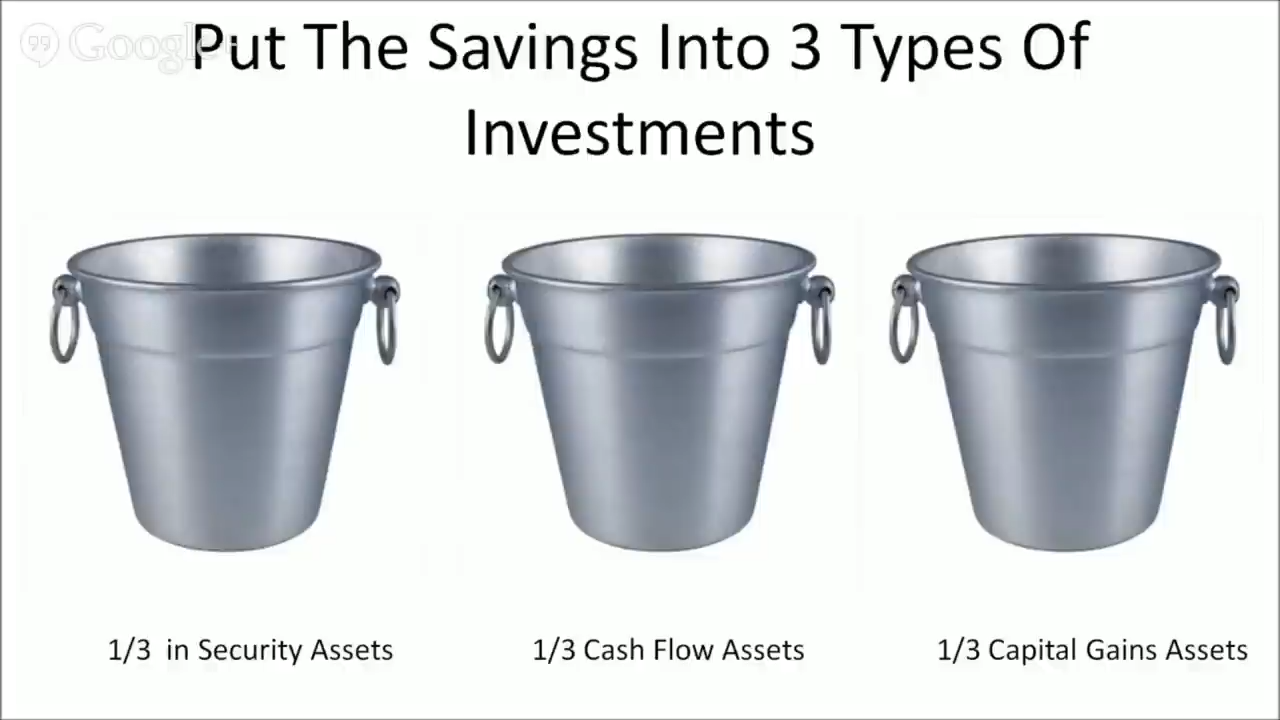 Google+
Put The Savings Into 3 Types Of
Investments
1/3 in Security Assets
1/3 Cash Flow Assets
1/3 Capital Gains Assets